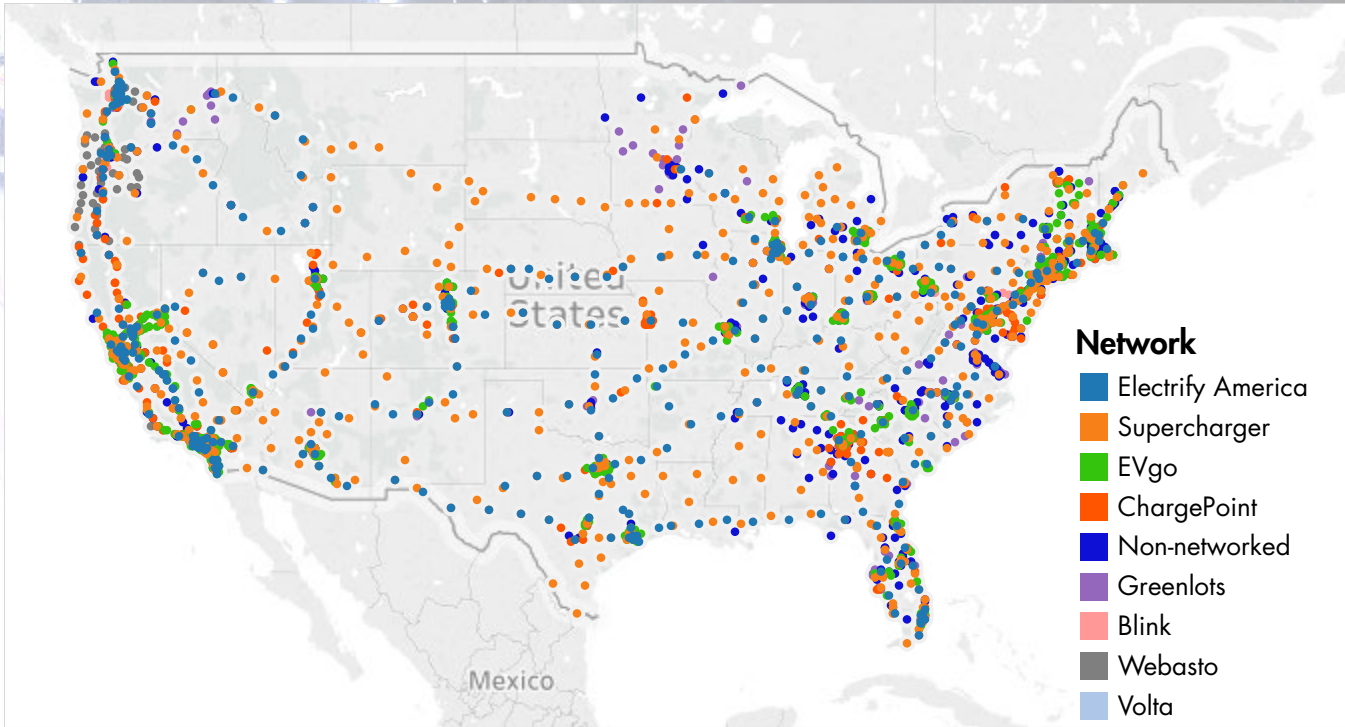 United
States
Network
Electrify America
Supercharger
EVgo
ChargePoint
Non-networked
Greenlots
Blink
Webasto
Volta
Mexico